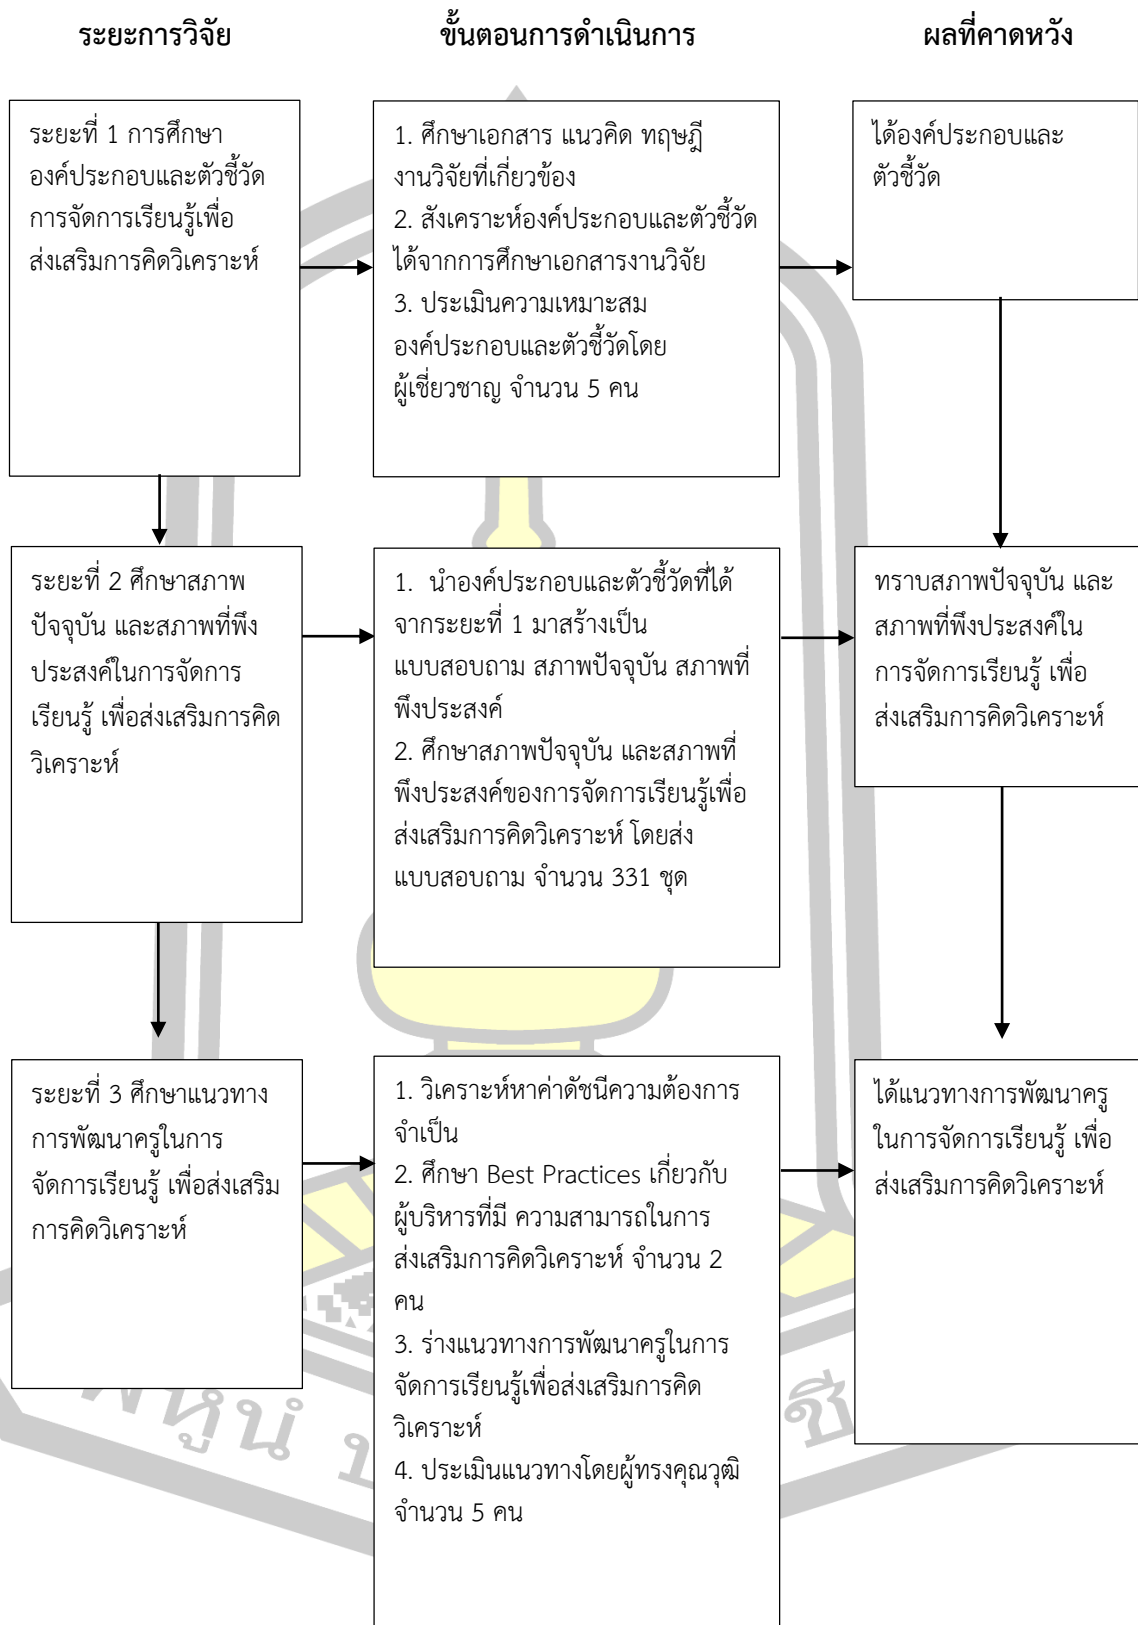 ระยะการวิจัย
ขั้นตอนการดำเนินการ
ผลที่คาดหวัง
ระยะที่ 1 การศึกษา
องค์ประกอบและตัวชี้วัด
การจัดการเรียนรู้เพื่อ
ส่งเสริมการคิดวิเคราะห์
1. ศึกษาเอกสาร แนวคิด ทฤษฎี
งานวิจัยที่เกี่ยวข้อง
2. สังเคราะห์องค์ประกอบและตัวชี้วัด
ได้จากการศึกษาเอกสารงานวิจัย
3. ประเมินความเหมาะสม
องค์ประกอบและตัวชี้วัดโดย
ผู้เชี่ยวชาญ จำนวน 5 คน
ได้องค์ประกอบและ
ตัวชี้วัด
ระยะที่ 2 ศึกษาสภาพ
ปัจจุบัน และสภาพที่พึง
ประสงค์ในการจัดการ
เรียนรู้ เพื่อส่งเสริมการคิด
วิเคราะห์
1. นำองค์ประกอบและตัวชี้วัดที่ได้
จากระยะที่ 1 มาสร้างเป็น
แบบสอบถาม สภาพปัจจุบัน สภาพที่
พึงประสงค์
2. ศึกษาสภาพปัจจุบัน และสภาพที่
พึงประสงค์ของการจัดการเรียนรู้เพื่อ
ส่งเสริมการคิดวิเคราะห์ โดยส่ง
แบบสอบถาม จำนวน 331 ชุด
ทราบสภาพปัจจุบัน และ
สภาพที่พึงประสงค์ใน
การจัดการเรียนรู้ เพื่อ
ส่งเสริมการคิดวิเคราะห์
ระยะที่ 3 ศึกษาแนวทาง
การพัฒนาครูในการ
จัดการเรียนรู้ เพื่อส่งเสริม
การคิดวิเคราะห์
1. วิเคราะห์หาค่าดัชนีความต้องการ
จำเป็น
2. ศึกษา Best Practices เกี่ยวกับ
ผู้บริหารที่มี ความสามารถในการ
ส่งเสริมการคิดวิเคราะห์ จำนวน 2
คน
3. ร่างแนวทางการพัฒนาครูในการ
จัดการเรียนรู้เพื่อส่งเสริมการคิด
วิเคราะห์
4. ประเมินแนวทางโดยผู้ทรงคุณวุฒิ
จำนวน 5 คน
ได้แนวทางการพัฒนาครู
ในการจัดการเรียนรู้ เพื่อ
ส่งเสริมการคิดวิเคราะห์